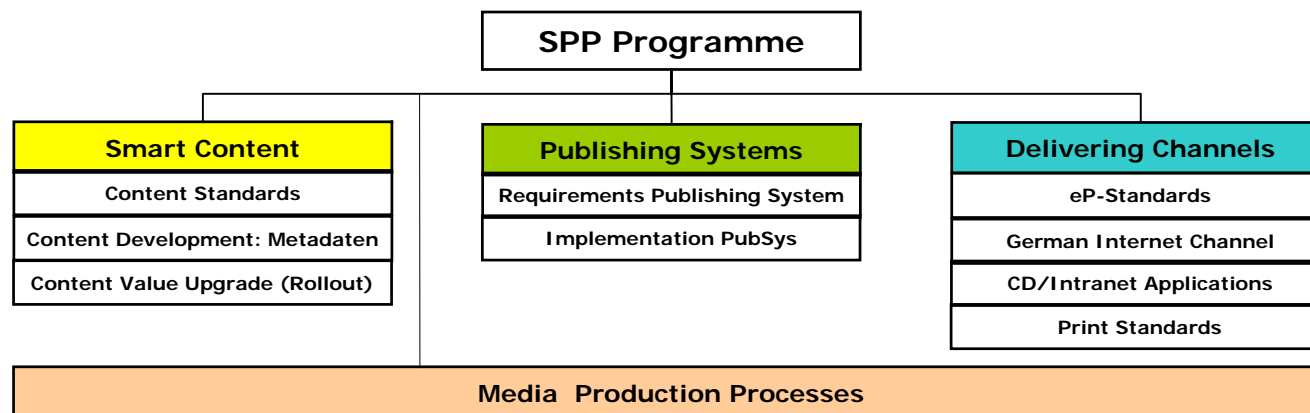 SPP Programme
Smart Content
Content Standards
Content Development: Metadaten
Content Value Upgrade (Rollout)
Publishing Systems
Requirements Publishing System
Implementation PubSys
Delivering Channels
eP-Standards
German Internet Channel
CD/Intranet Applications
Print Standards
Media Production Processes